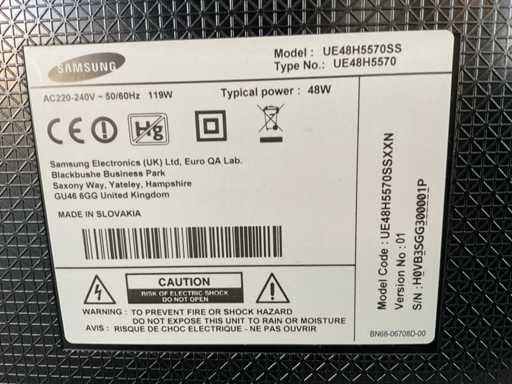 SAMSUNG
Model : UE48H5570SS
Type No.: UE48H5570
AC220-240V ~ 50/60Hz 119W
Typical power : 48W
CE
Hg
Samsung Electronics (UK) Ltd, Euro QA Lab.
Blackbushe Business Park
Saxony Way, Yateley, Hampshire
GU46 6GG United Kingdom
MADE IN SLOVAKIA
CAUTION
RISK OF ELECTRIC SHOCK
DO NOT OPEN
WARNING : TO PREVENT FIRE OR SHOCK HAZARD
DO NOT EXPOSE THIS UNIT TO RAIN OR MOISTURE
AVIS : RISQUE DE CHOC ELECTRIQUE - NE PAS OUVRIR
Model Code : UE48H5570SSXXN
Version No : 01
S/N : H0VB3SGG300001P
BN68-06708D-00